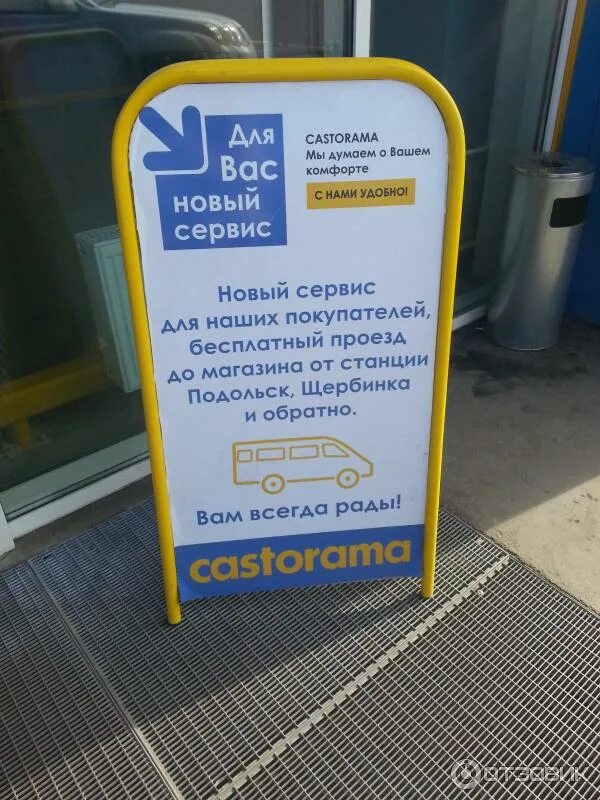 Для
Вас
новый
сервис
CASTORAMA
Мы думаем о Вашем
комфорте
С НАМИ УДОБНО!
Новый сервис
для наших покупателей,
бесплатный проезд
до магазина от станции
Подольск, Щербинка
и обратно.
Вам всегда рады!
castorama
ОТЗОВИК